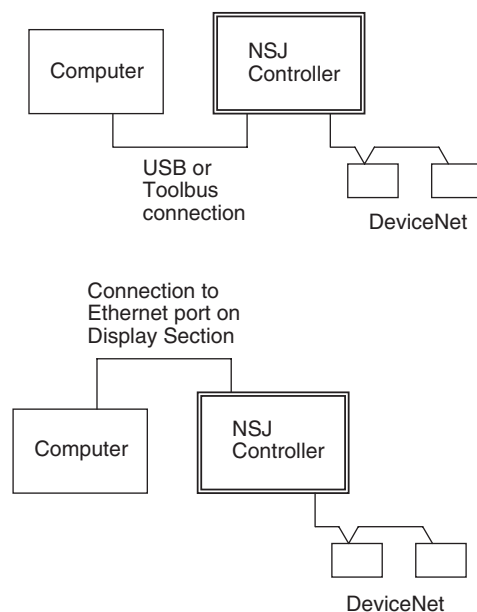 Computer
NSJ
Controller
USB or
Toolbus
connection
DeviceNet
Connection to
Ethernet port on
Display Section
Computer
NSJ
Controller
DeviceNet